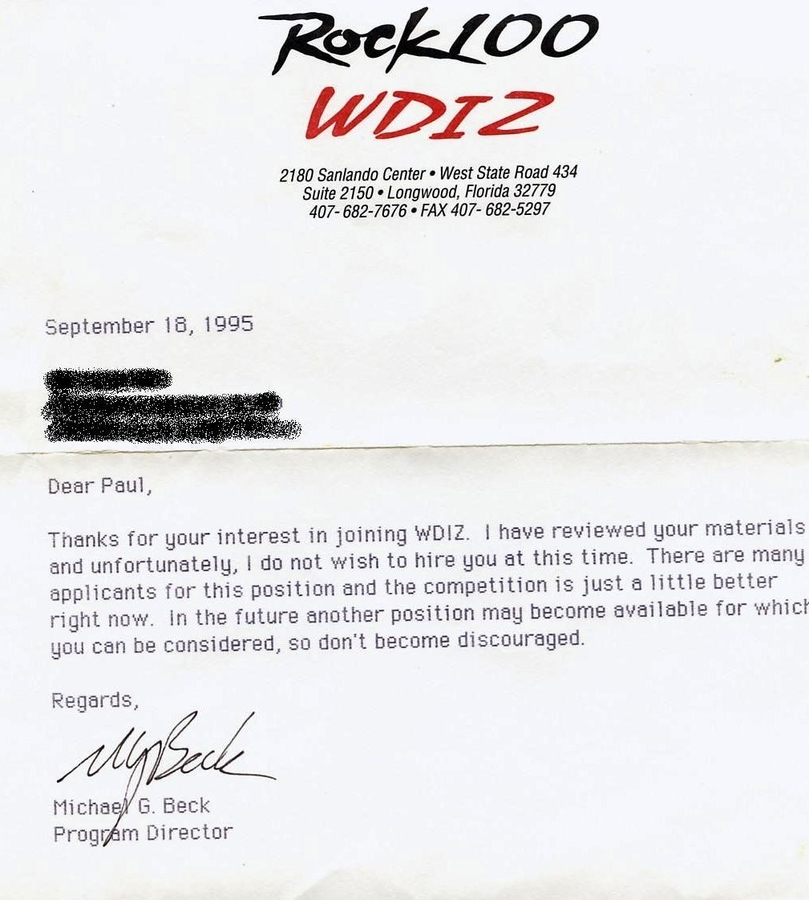 Rock100
WDIZ
2180 Sanlando Center • West State Road 434
Suite 2150 • Longwood, Florida 32779
407- 682-7676 • FAX 407- 682-5297
September 18, 1995
Dear Paul,
Thanks for your interest in joining WDIZ.  I have reviewed your materials
and unfortunately, I do not wish to hire you at this time.  There are many
applicants for this position and the competition is just a little better
right now.  In the future another position may become available for which
you can be considered, so don't become discouraged.
Regards,
MGBeck
Michael G. Beck
Program Director